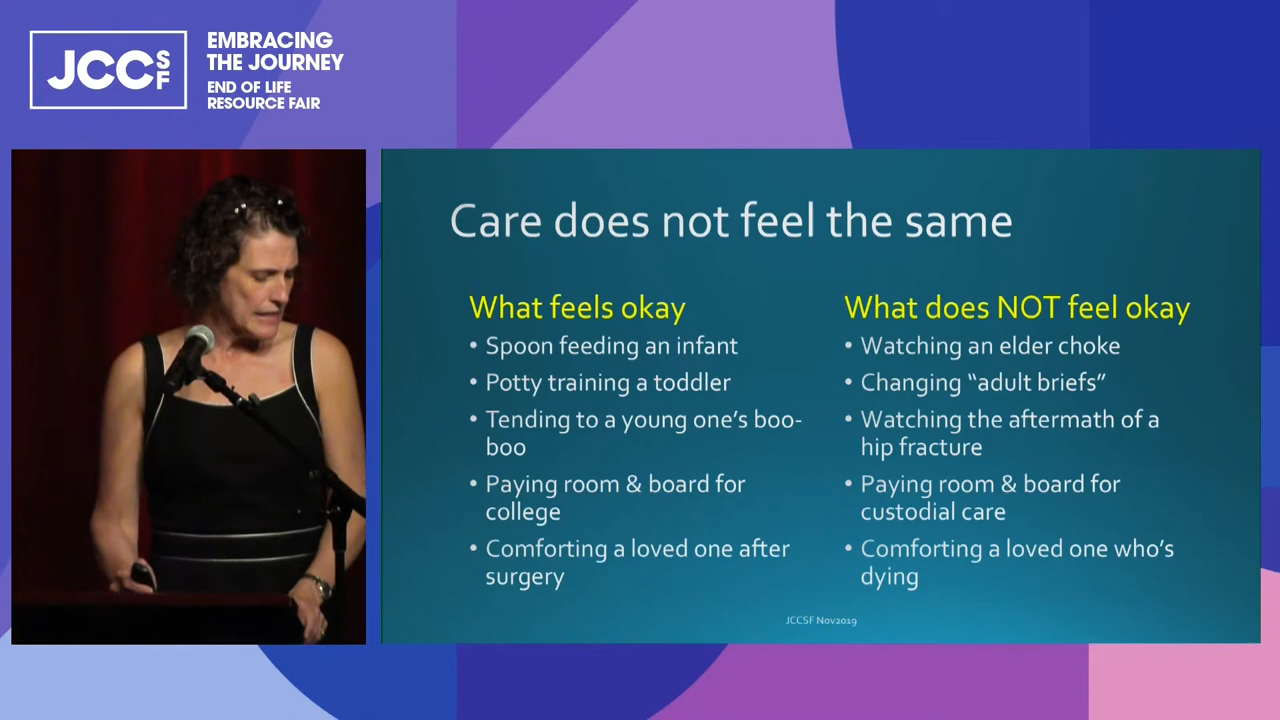 JCCSF
EMBRACING
THE JOURNEY
END OF LIFE
RESOURCE FAIR
Care does not feel the same
What feels okay
• Spoon feeding an infant
• Potty training a toddler
• Tending to a young one's boo-
boo
• Paying room & board for
college
• Comforting a loved one after
surgery
What does NOT feel okay
• Watching an elder choke
• Changing “adult briefs”
• Watching the aftermath of a
hip fracture
• Paying room & board for
custodial care
• Comforting a loved one who's
dying
JCCSF Nov2019